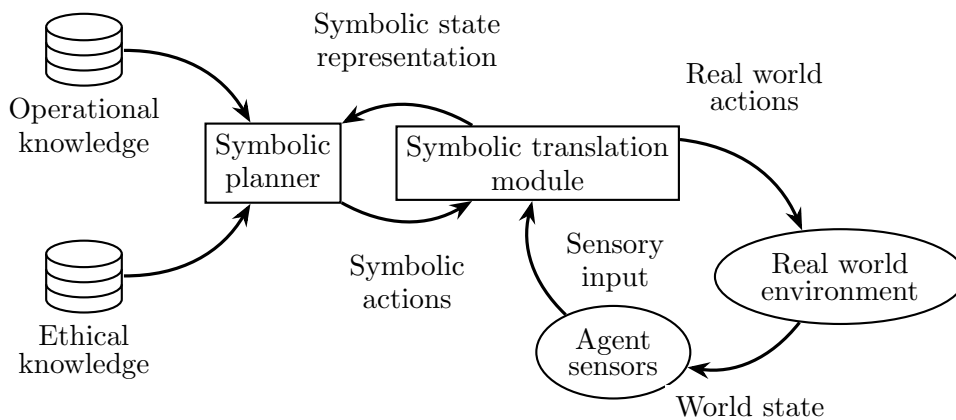 Symbolic state
representation
Operational
knowledge
Real world
actions
Symbolic
planner
Symbolic translation
module
Symbolic
actions
Sensory
input
Real world
environment
Ethical
knowledge
Agent
sensors
World state